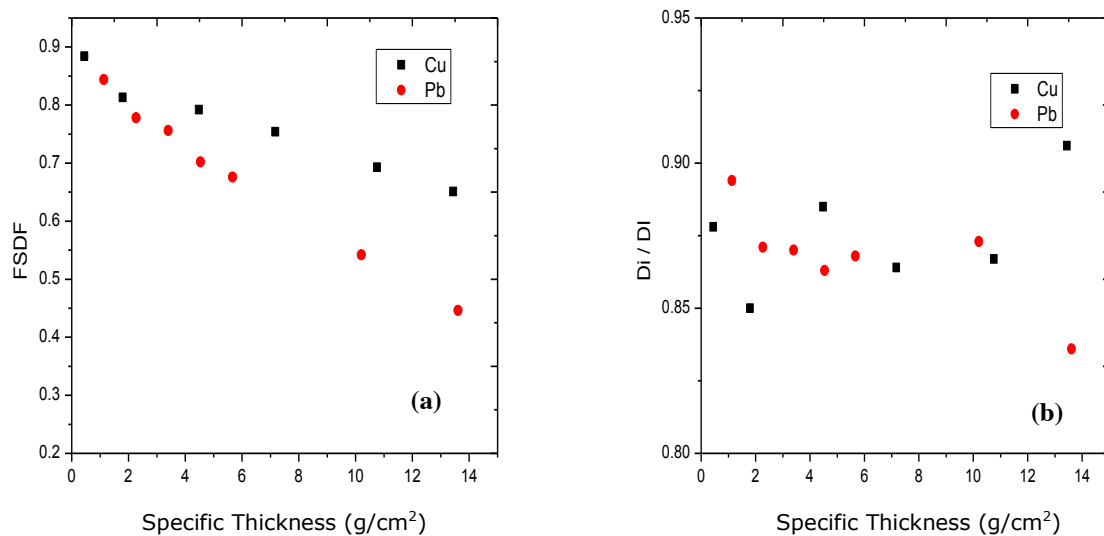 0.9
0.8
0.7
0.6
0.5
0.4
0.3
0.2
FSDF
Cu
Pb
(a)
0 2 4 6 8 10 12 14
Specific Thickness (g/cm²)
0.95
0.90
0.85
0.80
Di / DI
Cu
Pb
(b)
0 2 4 6 8 10 12 14
Specific Thickness (g/cm²)